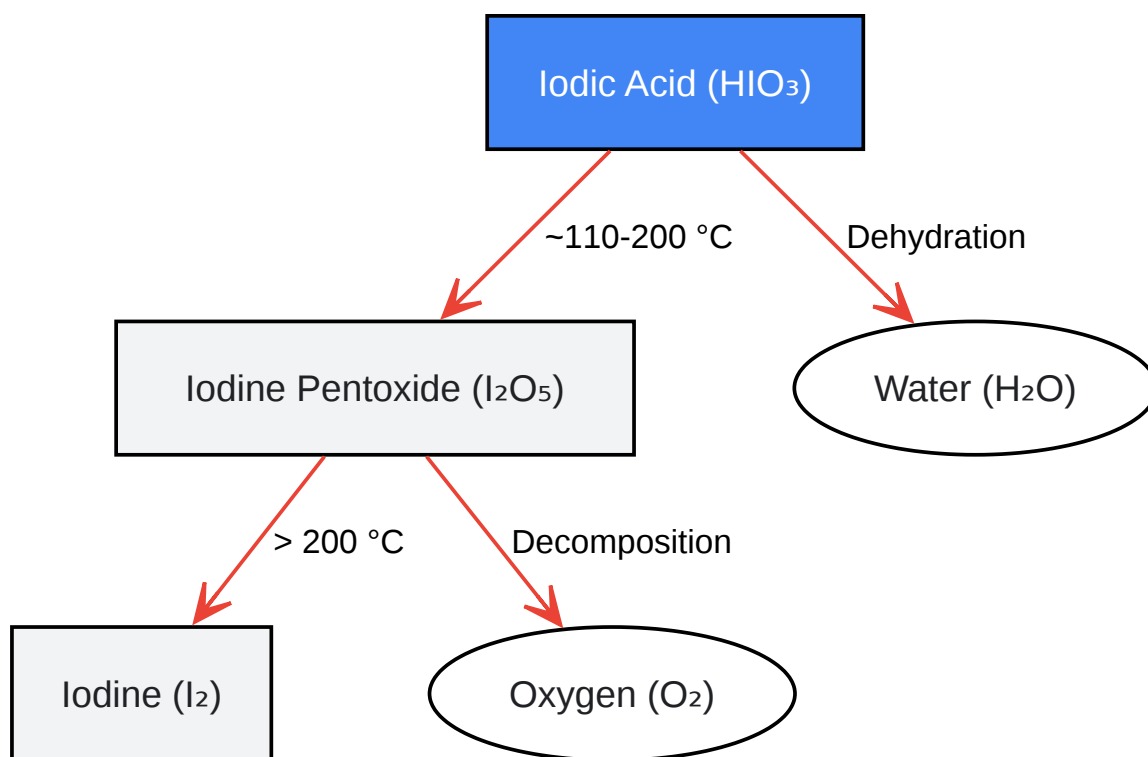 Iodic Acid (HIO₃)
~110-200 °C
Dehydration
Iodine Pentoxide (I₂O₅)
Water (H₂O)
> 200 °C
Decomposition
Iodine (I₂)
Oxygen (O₂)